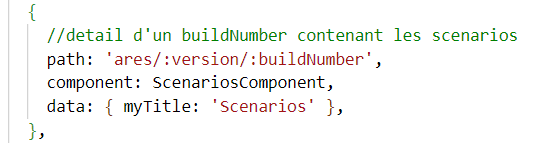 {
//detail d'un buildNumber contenant les scenarios
path: 'ares/:version/:buildNumber',
component: ScenariosComponent,
data: { myTitle: 'Scenarios' },
},